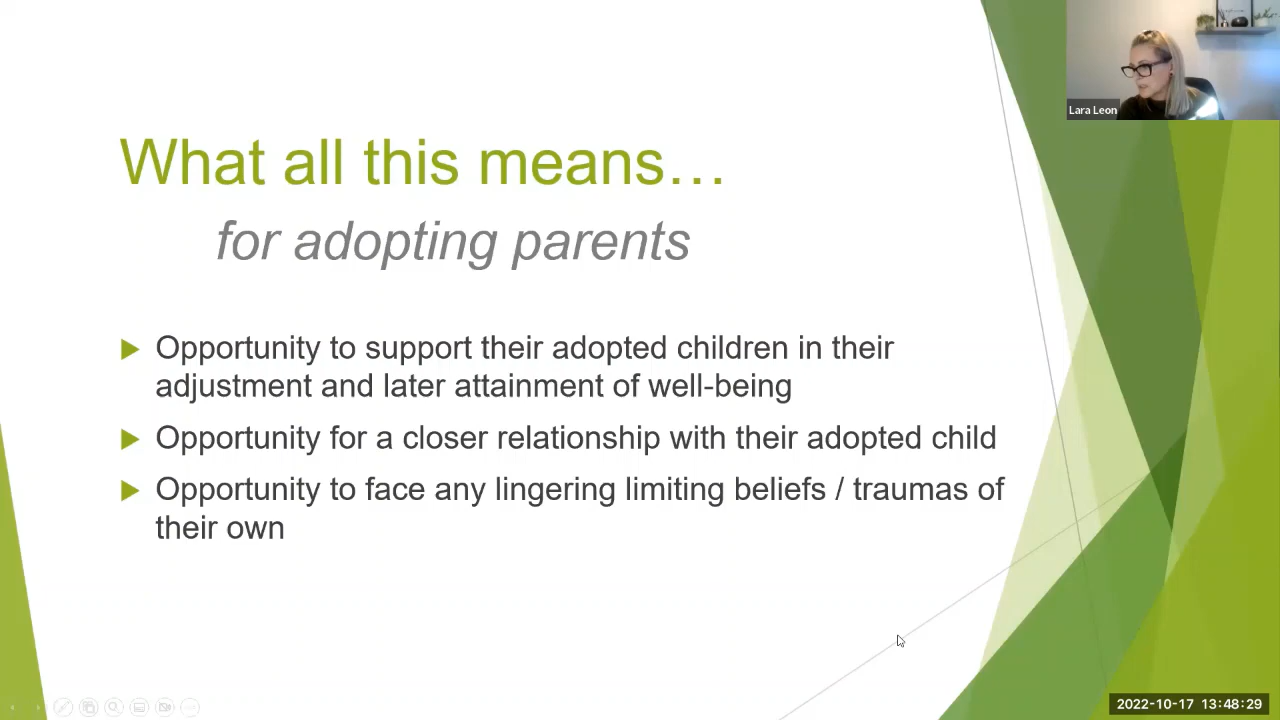 What all this means…
for adopting parents
Opportunity to support their adopted children in their
adjustment and later attainment of well-being
Opportunity for a closer relationship with their adopted child
Opportunity to face any lingering limiting beliefs / traumas of
their own
Lara Leon
2022-10-17 13:48:29